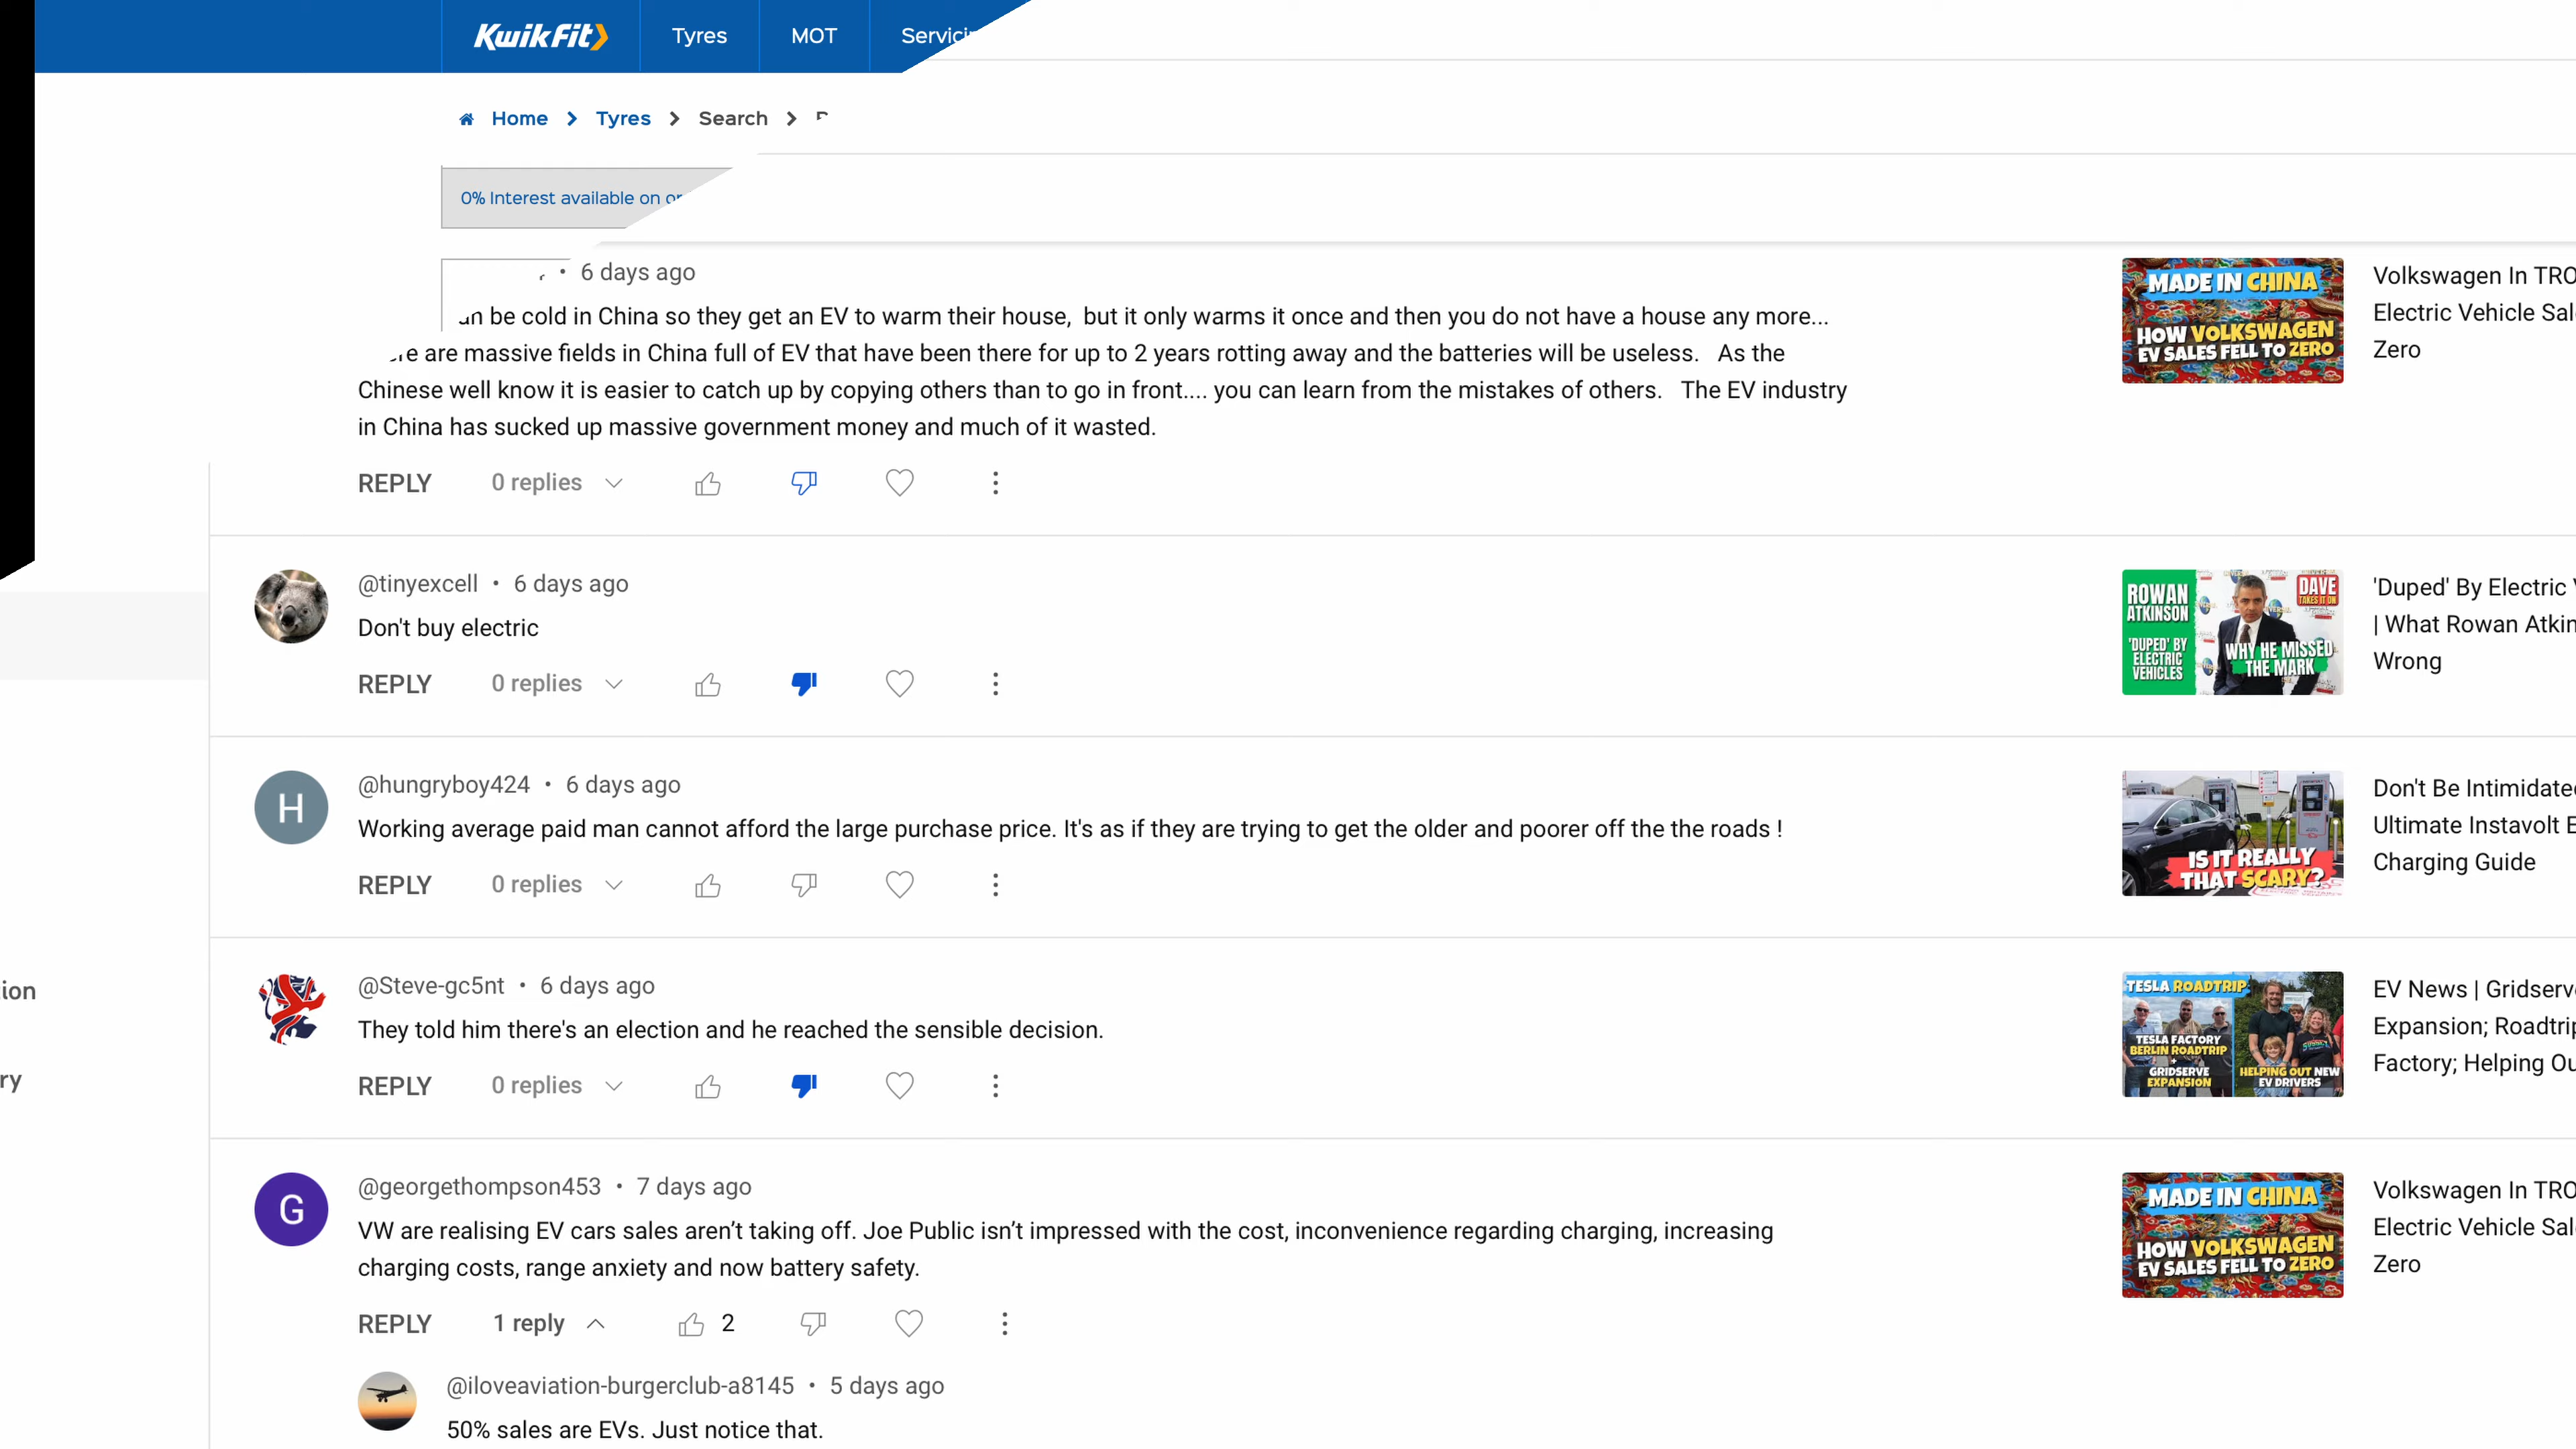 KwikFit
Tyres
MOT
Home
Tyres
Search
0% Interest available on
6 days ago
be cold in China so they get an EV to warm their house, but it only warms it once and then you do not have a house any more...
are massive fields in China full of EV that have been there for up to 2 years rotting away and the batteries will be useless. As the
Chinese well know it is easier to catch up by copying others than to go in front.... you can learn from the mistakes of others. The EV industry
in China has sucked up massive government money and much of it wasted.
REPLY 0 replies
MADE IN CHINA
HOW VOLKSWAGEN
EV SALES FELL TO ZERO
Volkswagen In TRO
Electric Vehicle Sal
Zero
@tinyexcell • 6 days ago
Don't buy electric
REPLY 0 replies
ROWAN
ATKINSON
'DUPED' BY
ELECTRIC
VEHICLES
DAVE
TAKES IT ON
WHY HE MISSED
THE MARK
'Duped' By Electric
| What Rowan Atkin
Wrong
H
@hungryboy424 • 6 days ago
Working average paid man cannot afford the large purchase price. It's as if they are trying to get the older and poorer off the the roads !
REPLY 0 replies
IS IT REALLY
THAT SCARY?
Don't Be Intimidate
Ultimate Instavolt E
Charging Guide
ion
ry
@Steve-gc5nt • 6 days ago
They told him there's an election and he reached the sensible decision.
REPLY 0 replies
TESLA ROADTRIP
TESLA FACTORY
BERLIN ROADTRIP
+
GRIDSERVE
EXPANSION
HELPING OUT NEW
EV DRIVERS
EV News | Gridserv
Expansion; Roadtrip
Factory; Helping Ou
G
@georgethompson453 • 7 days ago
VW are realising EV cars sales aren’t taking off. Joe Public isn’t impressed with the cost, inconvenience regarding charging, increasing
charging costs, range anxiety and now battery safety.
REPLY 1 reply 2
MADE IN CHINA
HOW VOLKSWAGEN
EV SALES FELL TO ZERO
Volkswagen In TRO
Electric Vehicle Sal
Zero
@iloveaviation-burgerclub-a8145 • 5 days ago
50% sales are EVs. Just notice that.